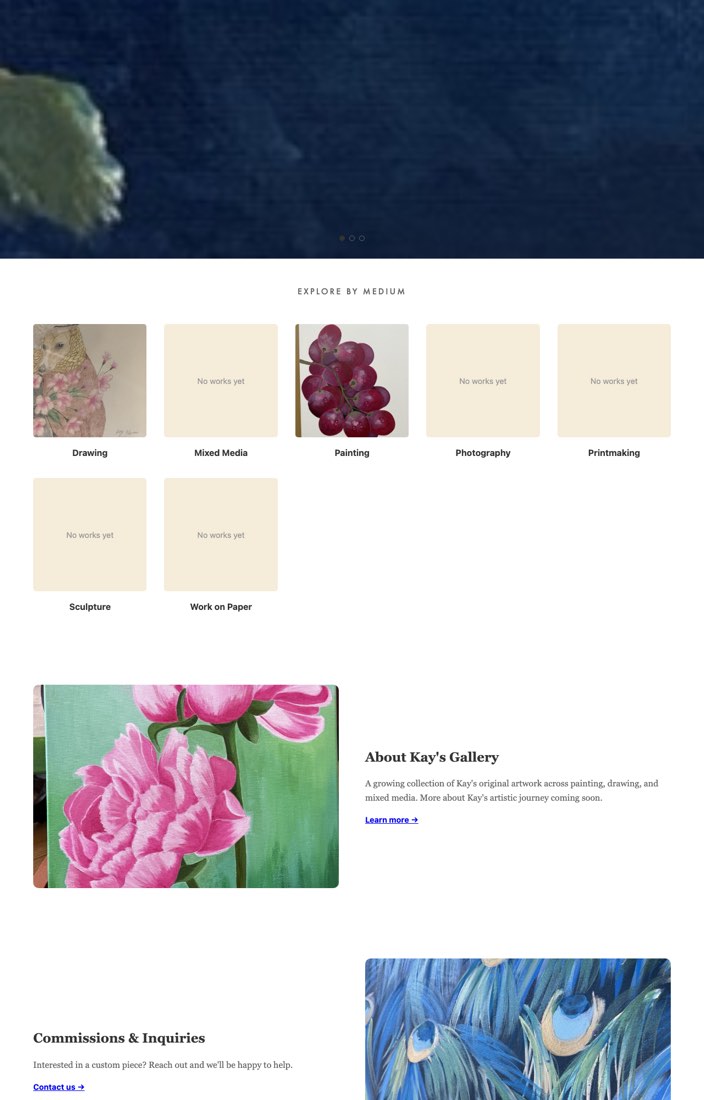 EXPLORE BY MEDIUM
No works yet
No works yet
No works yet
Drawing
Mixed Media
Painting
Photography
Printmaking
No works yet
No works yet
Sculpture
Work on Paper
About Kay's Gallery
A growing collection of Kay's original artwork across painting, drawing, and
mixed media. More about Kay's artistic journey coming soon.
Learn more →
Commissions & Inquiries
Interested in a custom piece? Reach out and we'll be happy to help.
Contact us →